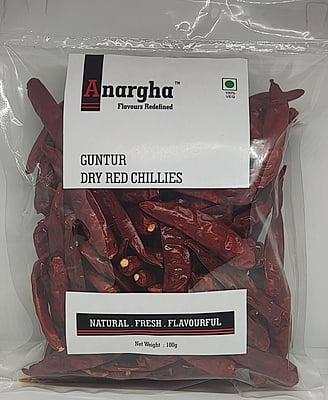 Anargha™
Flavours Redefined
100%
VEG
GUNTUR
DRY RED CHILLIES
NATURAL . FRESH . FLAVOURFUL
Net Weight : 100g